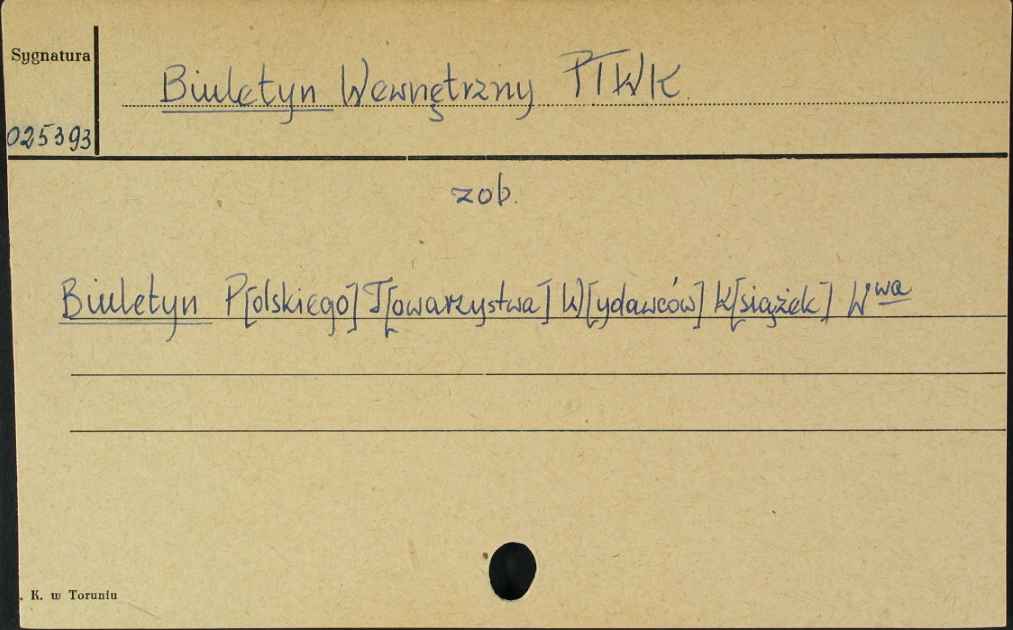 Sygnatura
Biuletyn Wewnętrzny PTWK.
025393
zob.
Biuletyn P[olskiego] T[owarzystwa] W[ydawców] K[siążek] W-wa
. K. w Toruniu